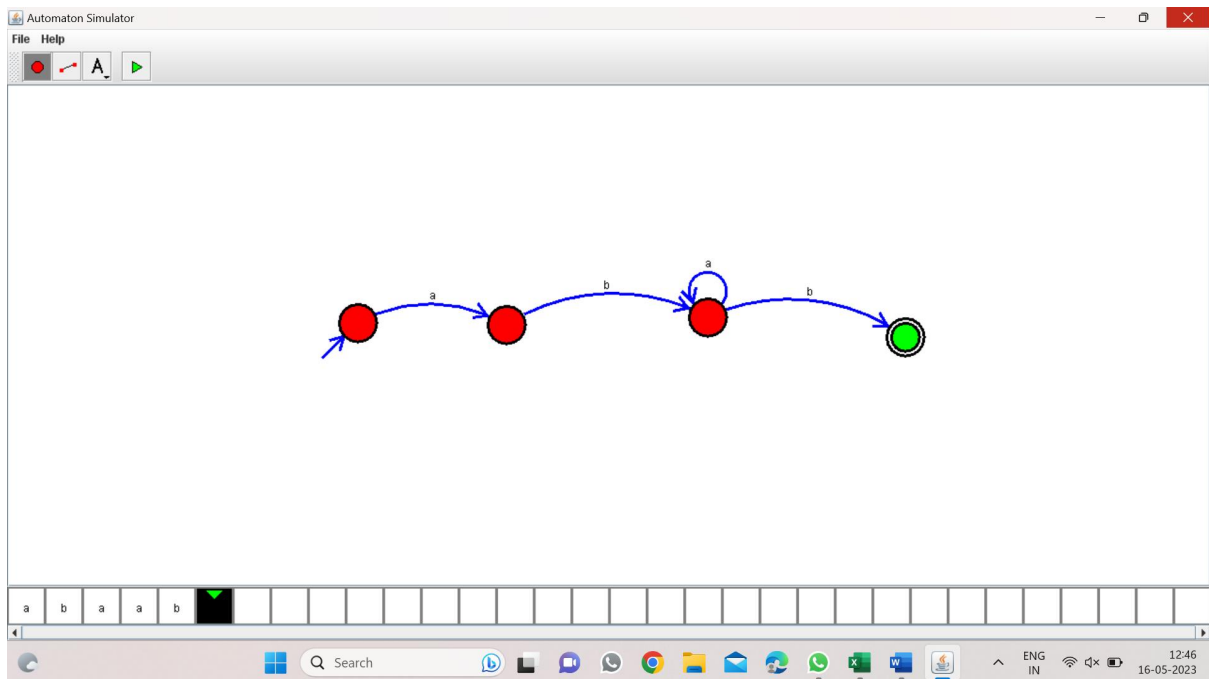 Automaton Simulator
File Help
A
a
a
b
b
a b a a b
Search
ENG
IN
12:46
16-05-2023